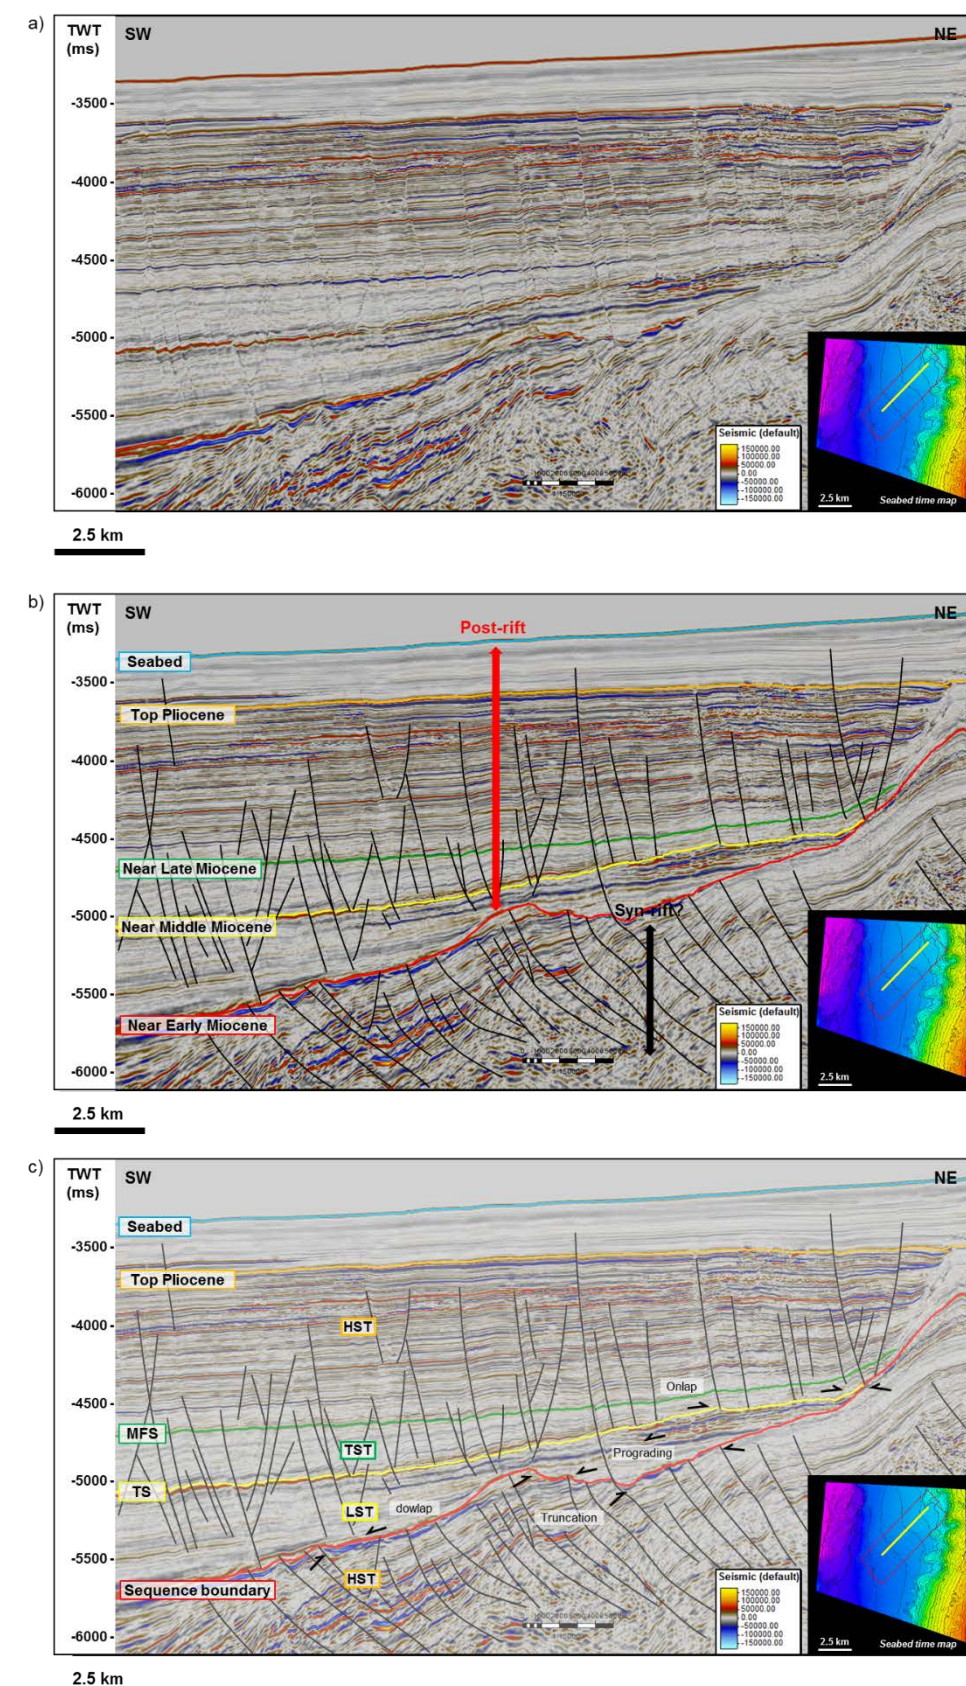 a)
TWT
(ms)
SW
NE
-3500
-4000
-4500
-5000
-5500
-6000
Seismic (default)
150000.00
100000.00
50000.00
0.00
-50000.00
-100000.00
-150000.00
2.5 km
Seabed time map
2.5 km
b)
TWT
(ms)
SW
NE
Post-rift
Seabed
-3500
Top Pliocene
-4000
-4500
Near Late Miocene
-5000
Near Middle Miocene
Syn-rift?
-5500
Near Early Miocene
-6000
Seismic (default)
150000.00
100000.00
50000.00
0.00
-50000.00
-100000.00
-150000.00
2.5 km
2.5 km
c)
TWT
(ms)
SW
NE
Seabed
-3500
Top Pliocene
-4000
HST
Onlap
-4500
MFS
TST
Prograding
-5000
TS
LST
dowlap
Truncation
-5500
HST
Sequence boundary
-6000
Seismic (default)
150000.00
100000.00
50000.00
0.00
-50000.00
-100000.00
-150000.00
2.5 km
Seabed time map
2.5 km